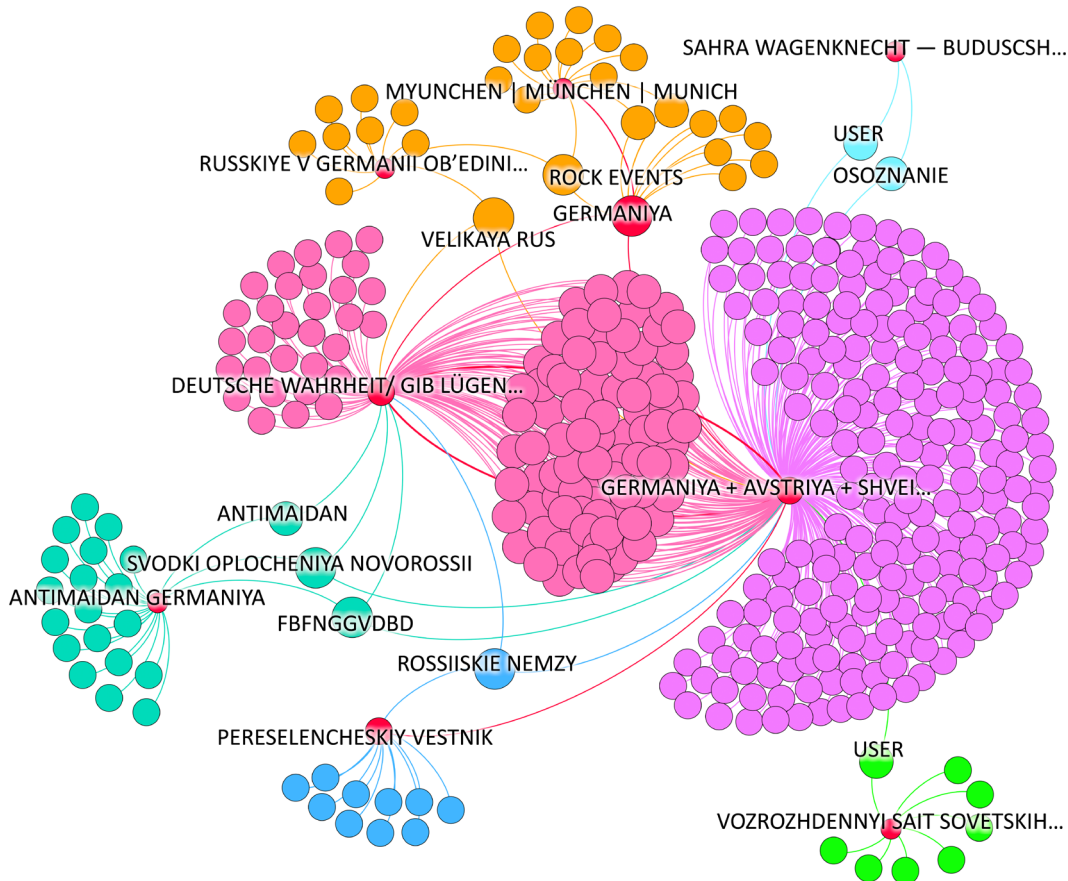 SAHRA WAGENKNECHT — BUDUSCSH...
MYUNCHEN | MÜNCHEN | MUNICH
USER
RUSSKIYE V GERMANII OB’EDINI...
OSOZNANIE
ROCK EVENTS
GERMANIYA
VELIKAYA RUS
DEUTSCHE WAHRHEIT/ GIB LÜGEN...
GERMANIYA + AVSTRIYA + SHVEI...
ANTIMAIDAN
SVODKI OPLOCHENIYA NOVOROSSII
ANTIMAIDAN GERMANIYA
FBFNGGVDBD
ROSSIISKIE NEMZY
PERESELENCHESKIY VESTNIK
USER
VOZROZHDENNYI SAIT SOVETSKIH...